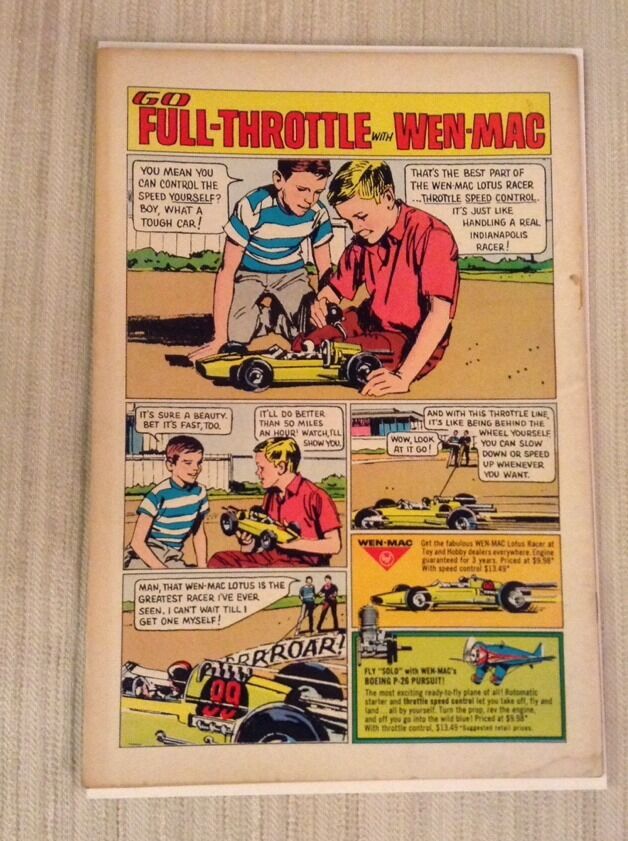 GO
FULL-THROTTLE WITH WEN-MAC
YOU MEAN YOU
CAN CONTROL THE
SPEED YOURSELF?
BOY, WHAT A
TOUGH CAR!
THAT'S THE BEST PART OF
THE WEN-MAC LOTUS RACER
...THROTTLE SPEED CONTROL.
IT'S JUST LIKE
HANDLING A REAL
INDIANAPOLIS
RACER!
IT'S SURE A BEAUTY.
BET IT'S FAST, TOO.
IT'LL DO BETTER
THAN 50 MILES
AN HOUR! WATCH, I'LL
SHOW YOU.
WOW, LOOK
AT IT GO!
AND WITH THIS THROTTLE LINE,
IT'S LIKE BEING BEHIND THE
WHEEL YOURSELF.
YOU CAN SLOW
DOWN OR SPEED
UP WHENEVER
YOU WANT.
MAN, THAT WEN-MAC LOTUS IS THE
GREATEST RACER I'VE EVER
SEEN. I CAN'T WAIT TILL I
GET ONE MYSELF!
RRRROAR!
99
WEN-MAC
Get the fabulous WEN-MAC Lotus Racer at
Toy and Hobby dealers everywhere. Engine
guaranteed for 3 years. Priced at $9.98*
With speed control $13.49*
FLY "SOLO" with WEN-MAC's
BOEING P-26 PURSUIT!
The most exciting ready-to-fly plane of all! Rotomatic
starter and throttle speed control let you take off, fly and
land...all by yourself. Turn the prop, rev the engine,
and off you go into the wild blue! Priced at $9.98*
With throttle control, $13.49 *Suggested retail prices.